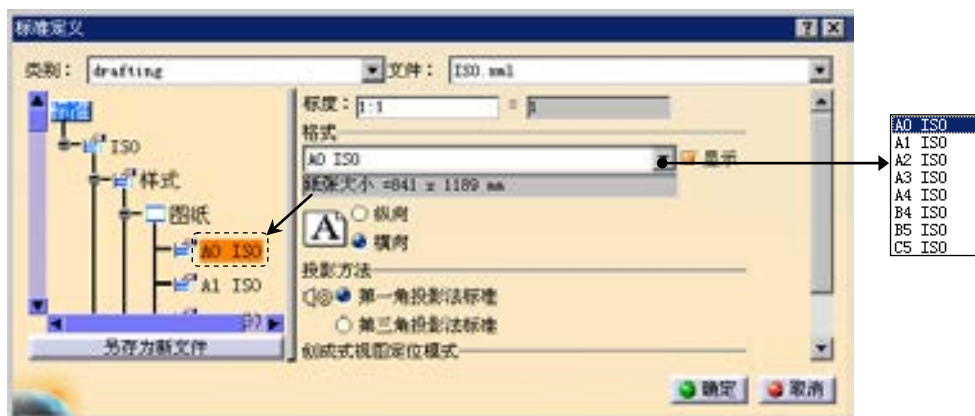 标准定义
类别： drafting 文件： ISO.xml
标准
ISO
样式
图纸
A0 ISO
A1 ISO
另存为新文件
标度：1:1 = 1
格式
A0 ISO 显示
纸张大小 =841 x 1189 mm
纵向
A 横向
投影方法
第一角投影法标准
第三角投影法标准
创成式视图定位模式
确定 取消
A0 ISO
A1 ISO
A2 ISO
A3 ISO
A4 ISO
B4 ISO
B5 ISO
C5 ISO